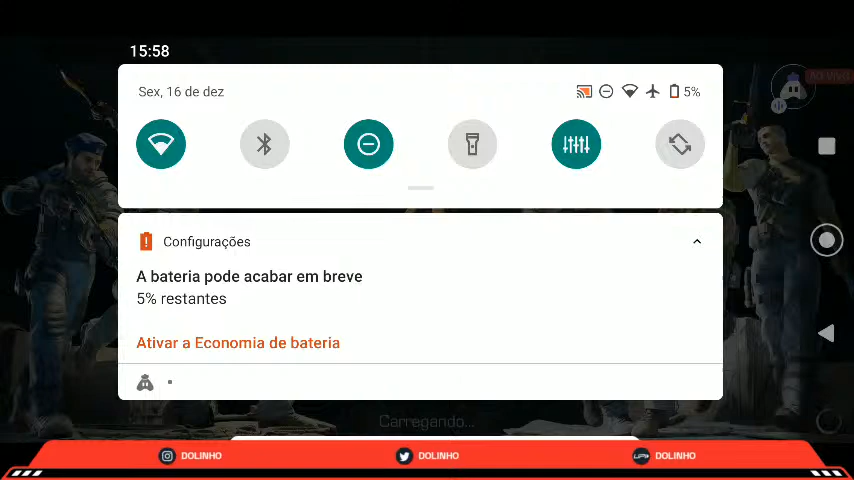 15:58
AO VIVO
Sex, 16 de dez
5%
Configurações
A bateria pode acabar em breve
5% restantes
Ativar a Economia de bateria
Carregando...
DOLINHO
DOLINHO
DOLINHO